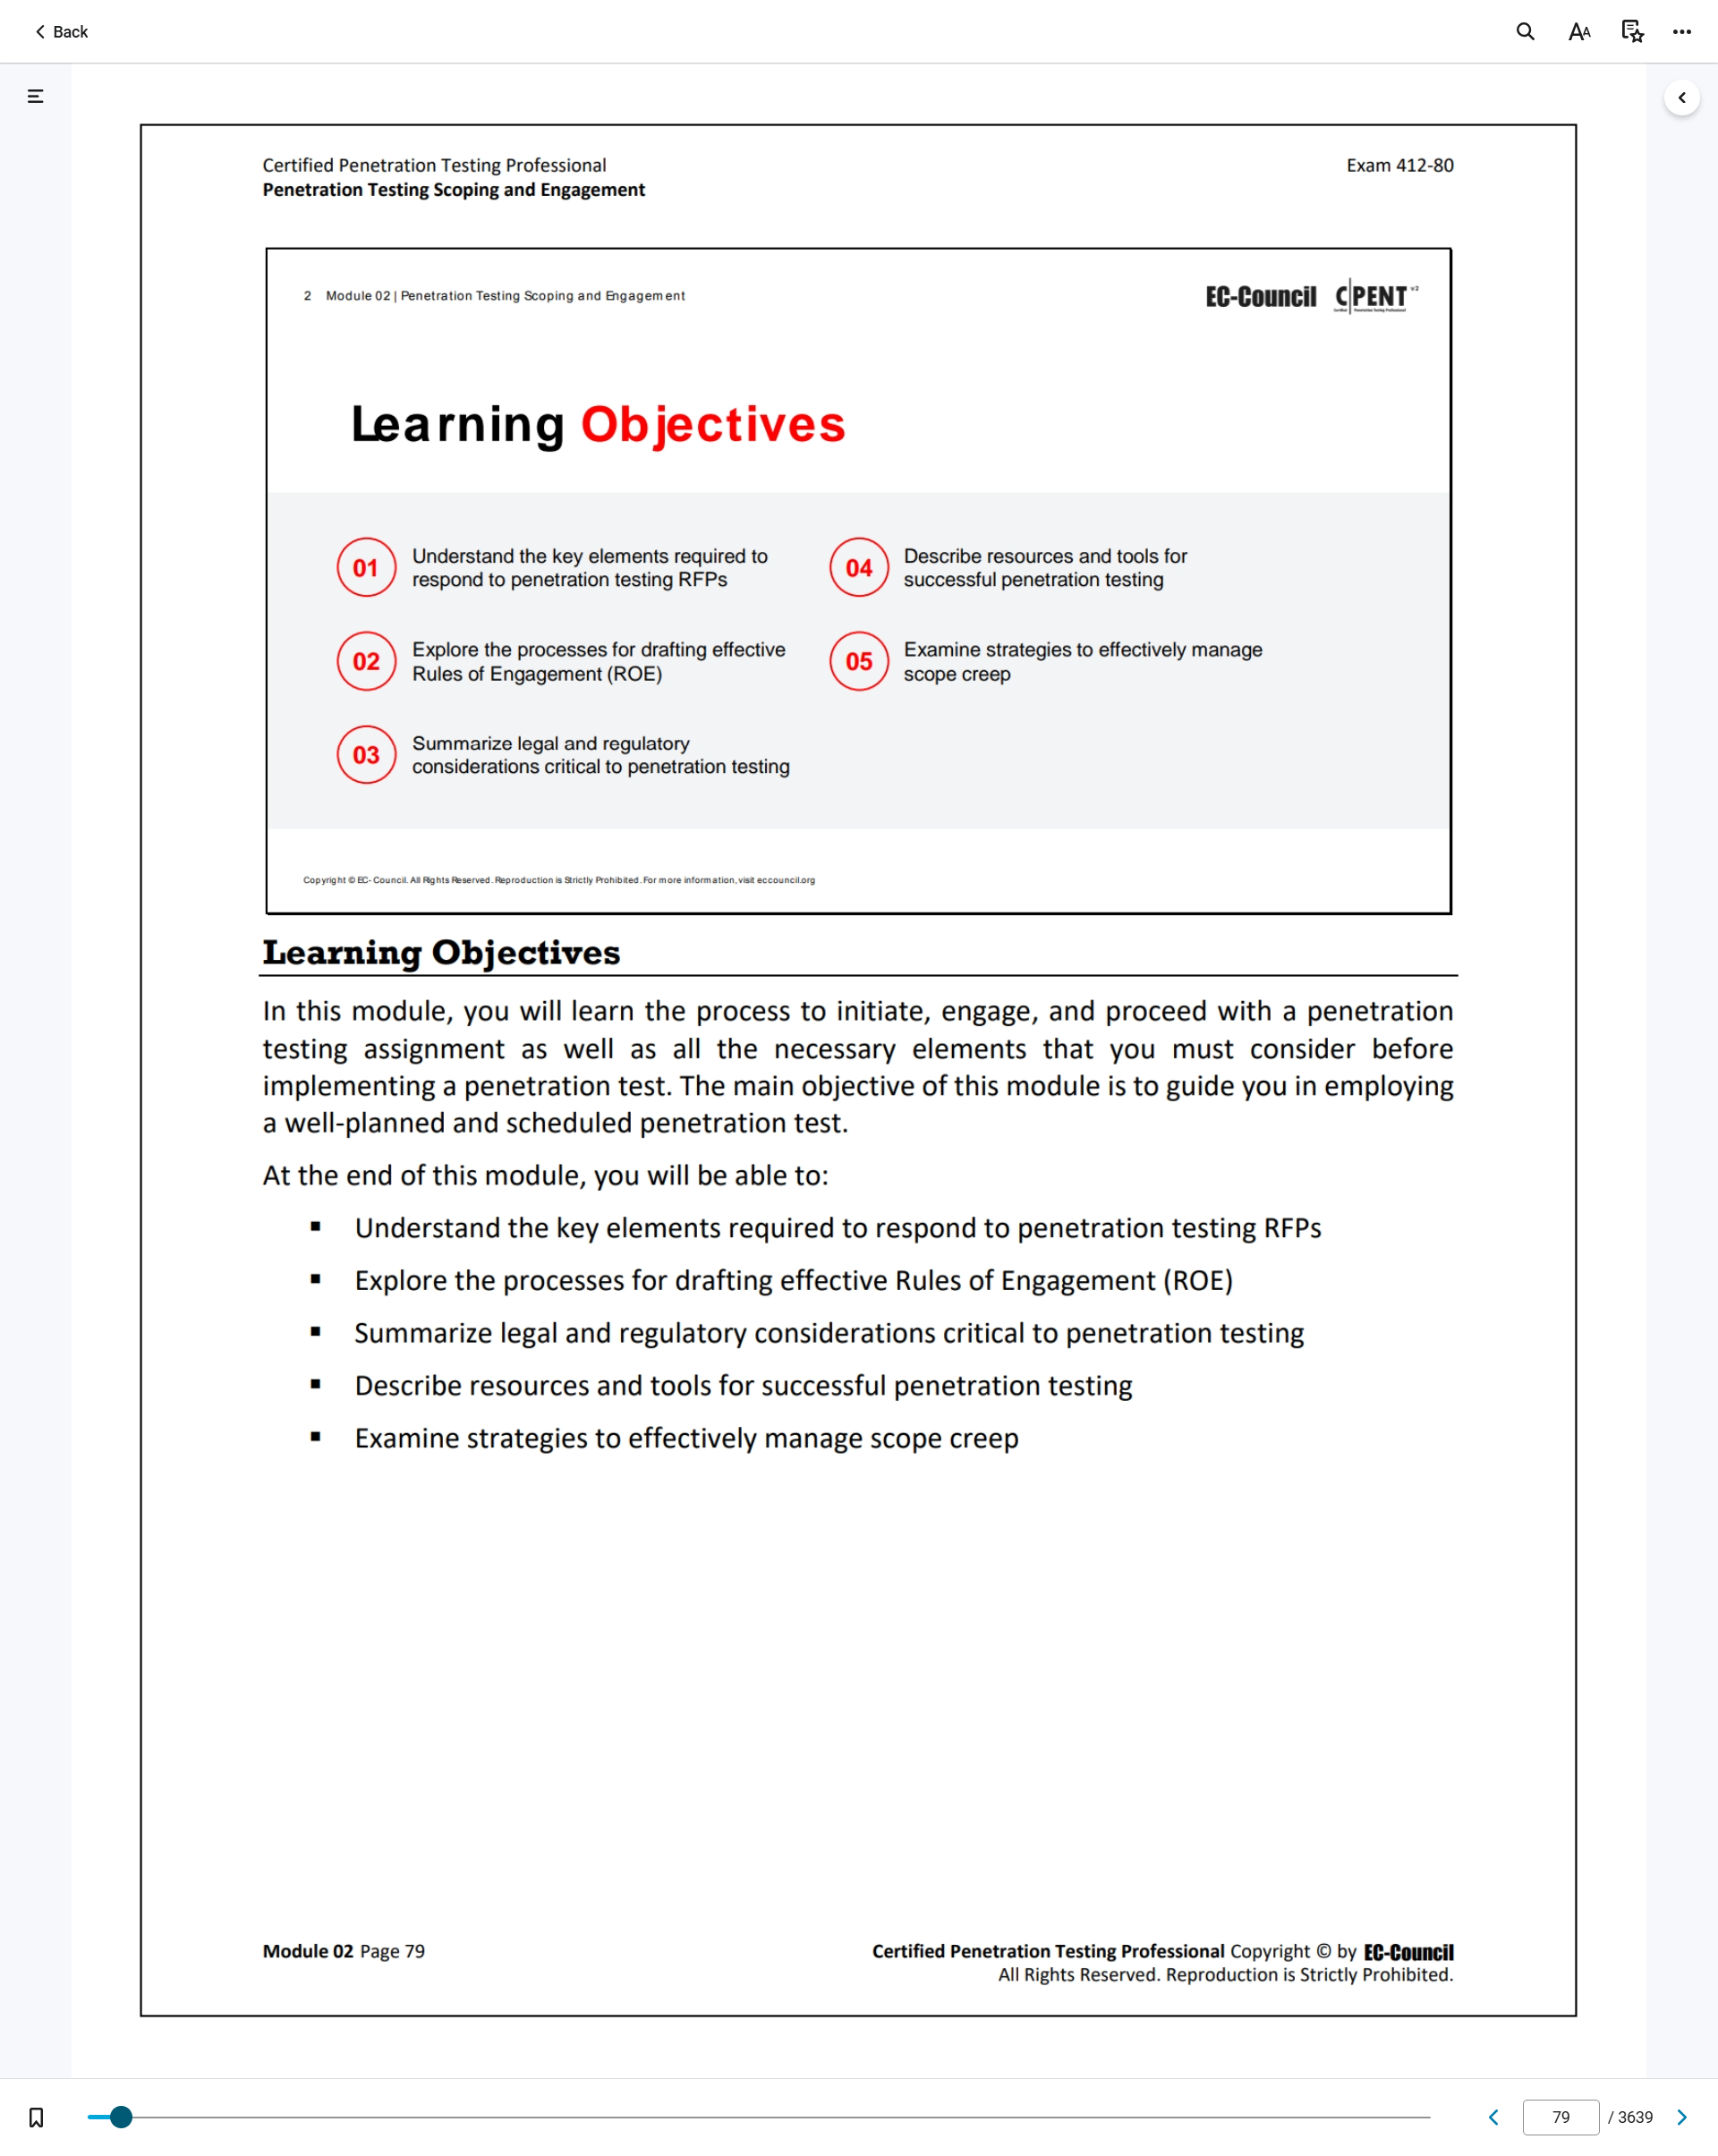 Back
Certified Penetration Testing Professional
Exam 412-80
Penetration Testing Scoping and Engagement
2 Module 02 | Penetration Testing Scoping and Engagement
EC-Council C|PENT v2
Learning Objectives
01
Understand the key elements required to
respond to penetration testing RFPs
02
Explore the processes for drafting effective
Rules of Engagement (ROE)
03
Summarize legal and regulatory
considerations critical to penetration testing
04
Describe resources and tools for
successful penetration testing
05
Examine strategies to effectively manage
scope creep
Copyright © EC-Council. All Rights Reserved. Reproduction is Strictly Prohibited. For more information, visit eccouncil.org
Learning Objectives
In this module, you will learn the process to initiate, engage, and proceed with a penetration
testing assignment as well as all the necessary elements that you must consider before
implementing a penetration test. The main objective of this module is to guide you in employing
a well-planned and scheduled penetration test.
At the end of this module, you will be able to:
▪ Understand the key elements required to respond to penetration testing RFPs
▪ Explore the processes for drafting effective Rules of Engagement (ROE)
▪ Summarize legal and regulatory considerations critical to penetration testing
▪ Describe resources and tools for successful penetration testing
▪ Examine strategies to effectively manage scope creep
Module 02 Page 79
Certified Penetration Testing Professional Copyright © by EC-Council
All Rights Reserved. Reproduction is Strictly Prohibited.
79 / 3639